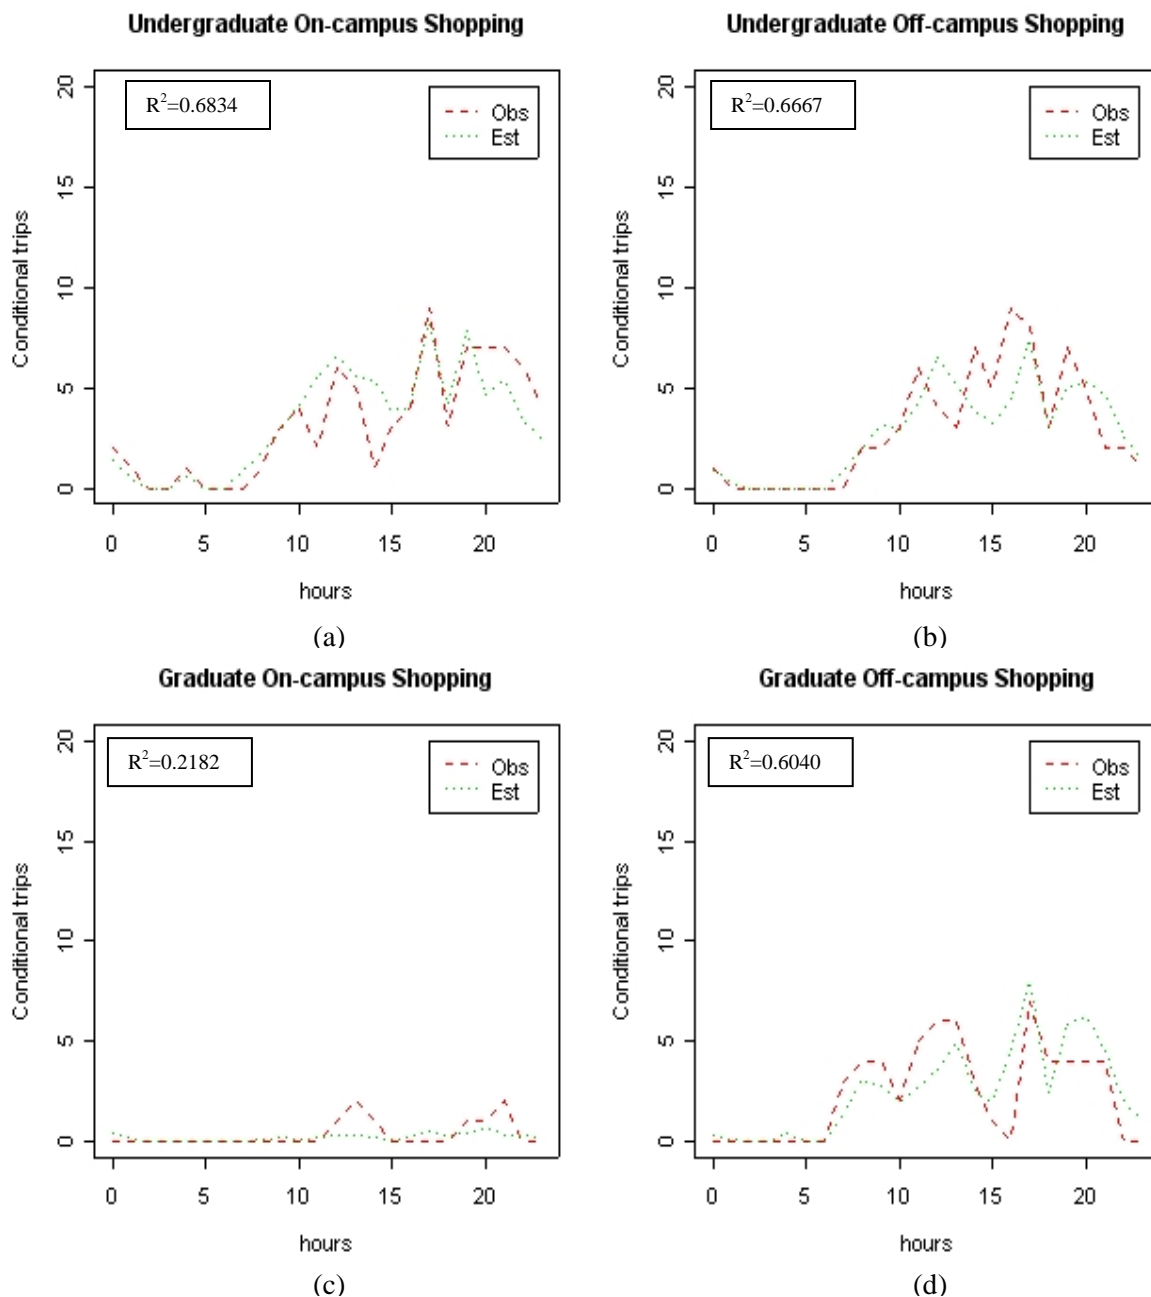 Undergraduate On-campus Shopping
R²=0.6834
Obs
Est
Conditional trips
20
15
10
5
0
0 5 10 15 20
hours
(a)
Undergraduate Off-campus Shopping
R²=0.6667
Obs
Est
Conditional trips
20
15
10
5
0
0 5 10 15 20
hours
(b)
Graduate On-campus Shopping
R²=0.2182
Obs
Est
Conditional trips
20
15
10
5
0
0 5 10 15 20
hours
(c)
Graduate Off-campus Shopping
R²=0.6040
Obs
Est
Conditional trips
20
15
10
5
0
0 5 10 15 20
hours
(d)